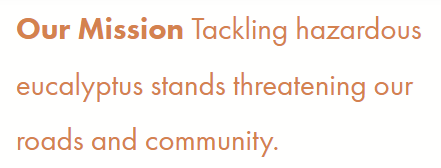 Our Mission Tackling hazardous
eucalyptus stands threatening our
roads and community.